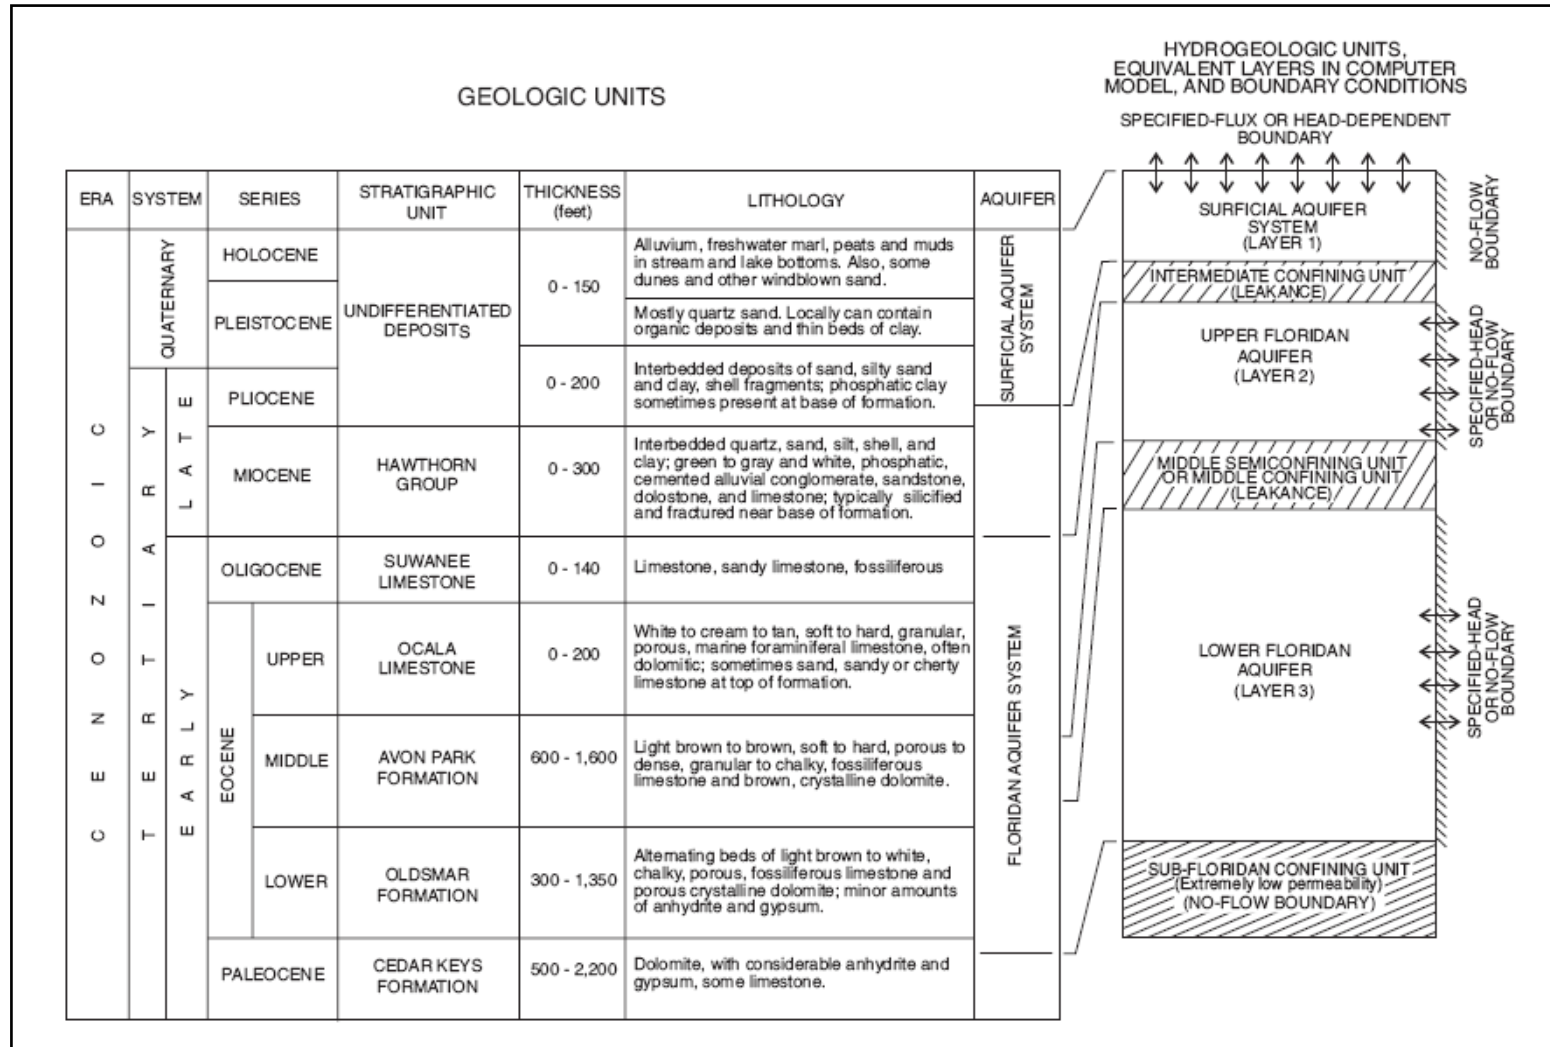 GEOLOGIC UNITS
HYDROGEOLOGIC UNITS,
EQUIVALENT LAYERS IN COMPUTER
MODEL, AND BOUNDARY CONDITIONS
SPECIFIED-FLUX OR HEAD-DEPENDENT
BOUNDARY
ERA
SYSTEM
SERIES
STRATIGRAPHIC
UNIT
THICKNESS
(feet)
LITHOLOGY
AQUIFER
CENOZOIC
QUATERNARY
TERTIARY
LATE
EARLY
HOLOCENE
PLEISTOCENE
UNDIFFERENTIATED
DEPOSITS
0 - 150
Alluvium, freshwater marl, peats and muds
in stream and lake bottoms. Also, some
dunes and other windblown sand.
Mostly quartz sand. Locally can contain
organic deposits and thin beds of clay.
PLIOCENE
0 - 200
Interbedded deposits of sand, silty sand
and clay, shell fragments; phosphatic clay
sometimes present at base of formation.
SURFICIAL AQUIFER
SYSTEM
MIOCENE
HAWTHORN
GROUP
0 - 300
Interbedded quartz, sand, silt, shell, and
clay; green to gray and white, phosphatic,
cemented alluvial conglomerate, sandstone,
dolostone, and limestone; typically silicified
and fractured near base of formation.
OLIGOCENE
SUWANEE
LIMESTONE
0 - 140
Limestone, sandy limestone, fossiliferous
EOCENE
UPPER
OCALA
LIMESTONE
0 - 200
White to cream to tan, soft to hard, granular,
porous, marine foraminiferal limestone, often
dolomitic; sometimes sand, sandy or cherty
limestone at top of formation.
MIDDLE
AVON PARK
FORMATION
600 - 1,600
Light brown to brown, soft to hard, porous to
dense, granular to chalky, fossiliferous
limestone and brown, crystalline dolomite.
LOWER
OLDSMAR
FORMATION
300 - 1,350
Alternating beds of light brown to white,
chalky, porous, fossiliferous limestone and
porous crystalline dolomite; minor amounts
of anhydrite and gypsum.
FLORIDAN AQUIFER SYSTEM
PALEOCENE
CEDAR KEYS
FORMATION
500 - 2,200
Dolomite, with considerable anhydrite and
gypsum, some limestone.
SURFICIAL AQUIFER
SYSTEM
(LAYER 1)
NO-FLOW
BOUNDARY
INTERMEDIATE CONFINING UNIT
(LEAKANCE)
UPPER FLORIDAN
AQUIFER
(LAYER 2)
SPECIFIED-HEAD
OR NO-FLOW
BOUNDARY
MIDDLE SEMICONFINING UNIT
OR MIDDLE CONFINING UNIT
(LEAKANCE)
LOWER FLORIDAN
AQUIFER
(LAYER 3)
SPECIFIED-HEAD
OR NO-FLOW
BOUNDARY
SUB-FLORIDAN CONFINING UNIT
(Extremely low permeability)
(NO-FLOW BOUNDARY)